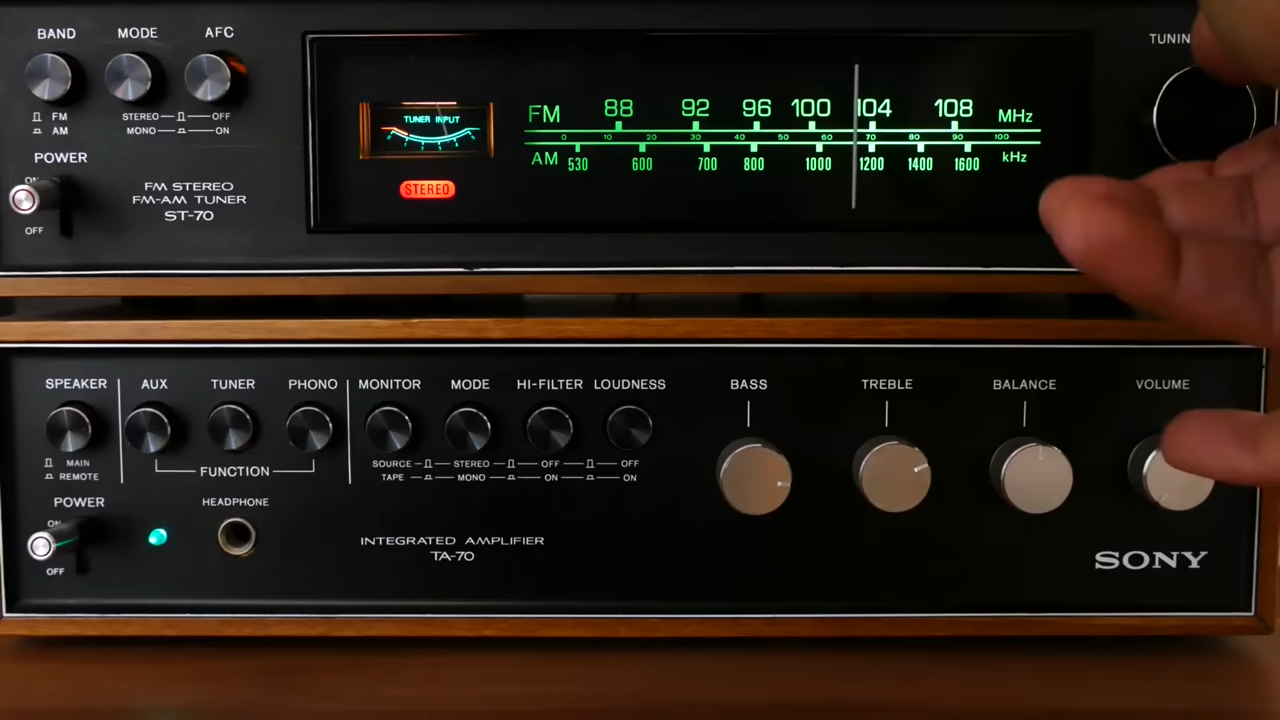 BAND MODE AFC
TUNIN
FM STEREO OFF
AM MONO ON
POWER
ON
OFF
FM STEREO
FM-AM TUNER
ST-70
TUNER INPUT
STEREO
FM 88 92 96 100 104 108 MHz
0 10 20 30 40 50 60 70 80 90 100
AM 530 600 700 800 1000 1200 1400 1600 kHz
SPEAKER AUX TUNER PHONO MONITOR MODE HI-FILTER LOUDNESS BASS TREBLE BALANCE VOLUME
MAIN SOURCE STEREO OFF OFF
REMOTE FUNCTION TAPE MONO ON ON
POWER HEADPHONE
ON
OFF
INTEGRATED AMPLIFIER
TA-70
SONY